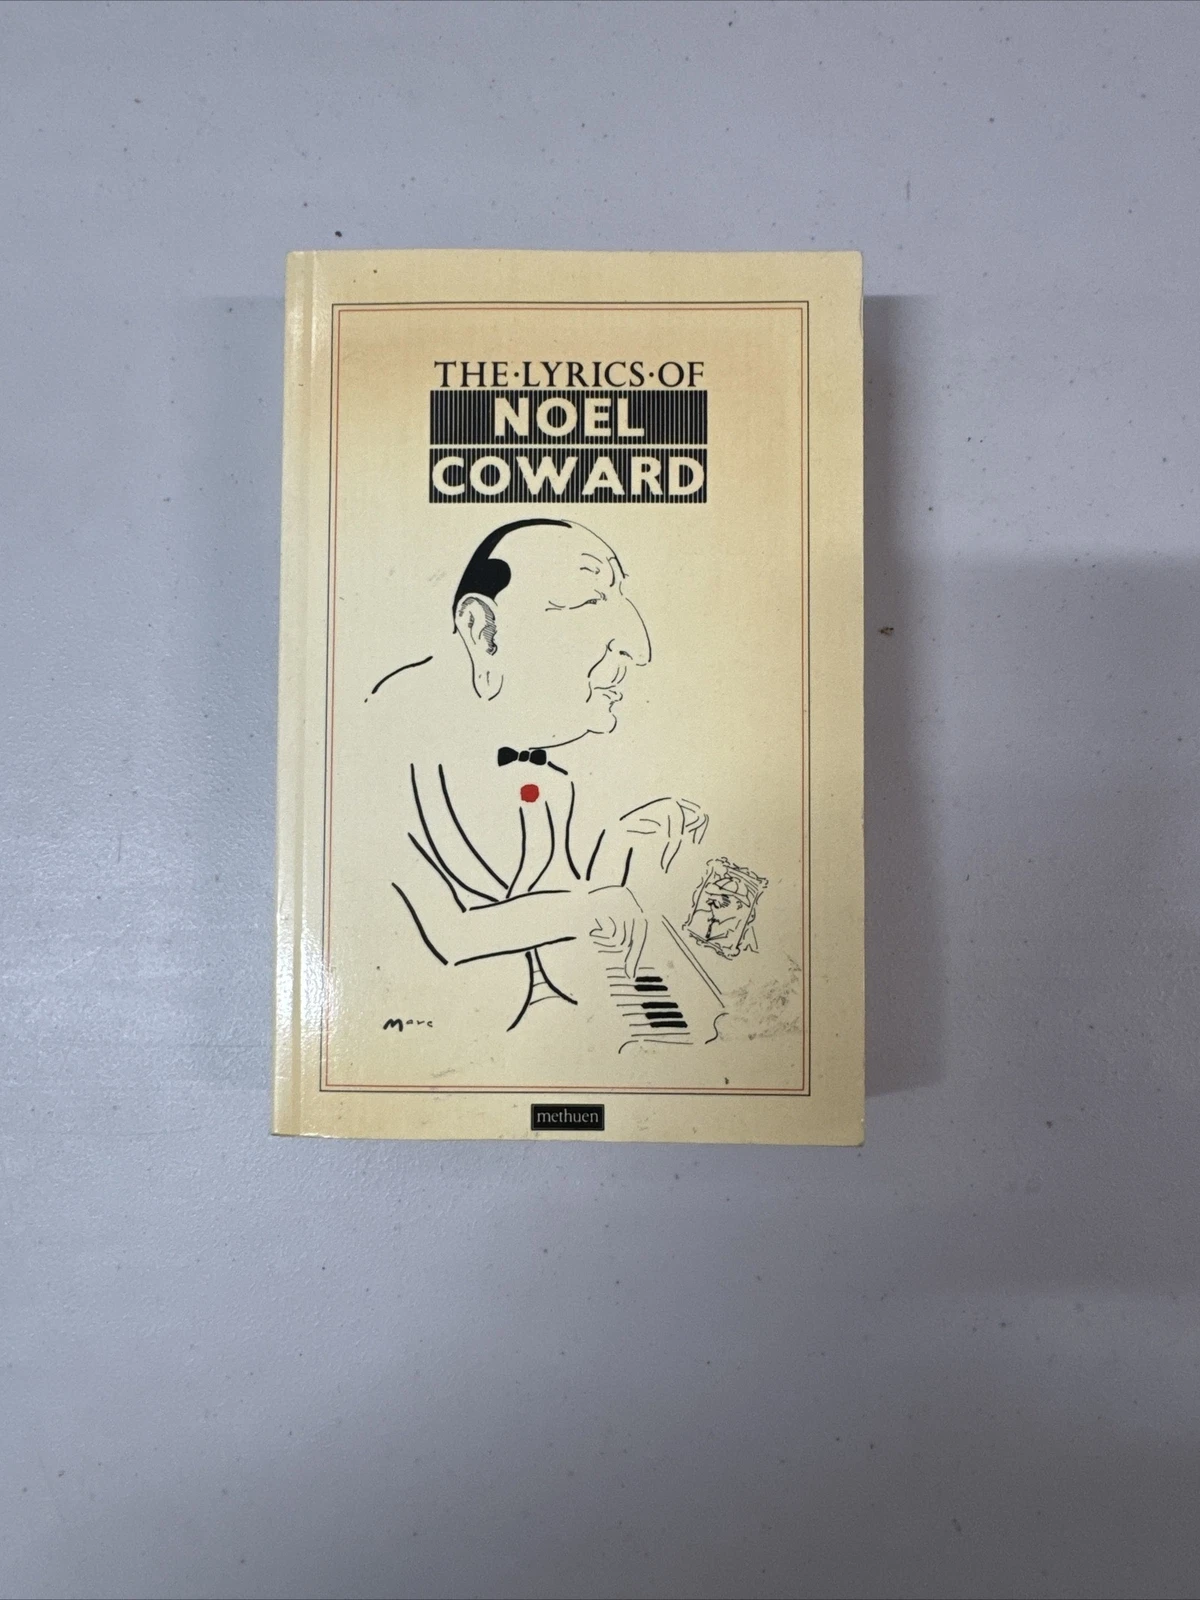 THE·LYRICS·OF
NOEL
COWARD
Marc
methuen